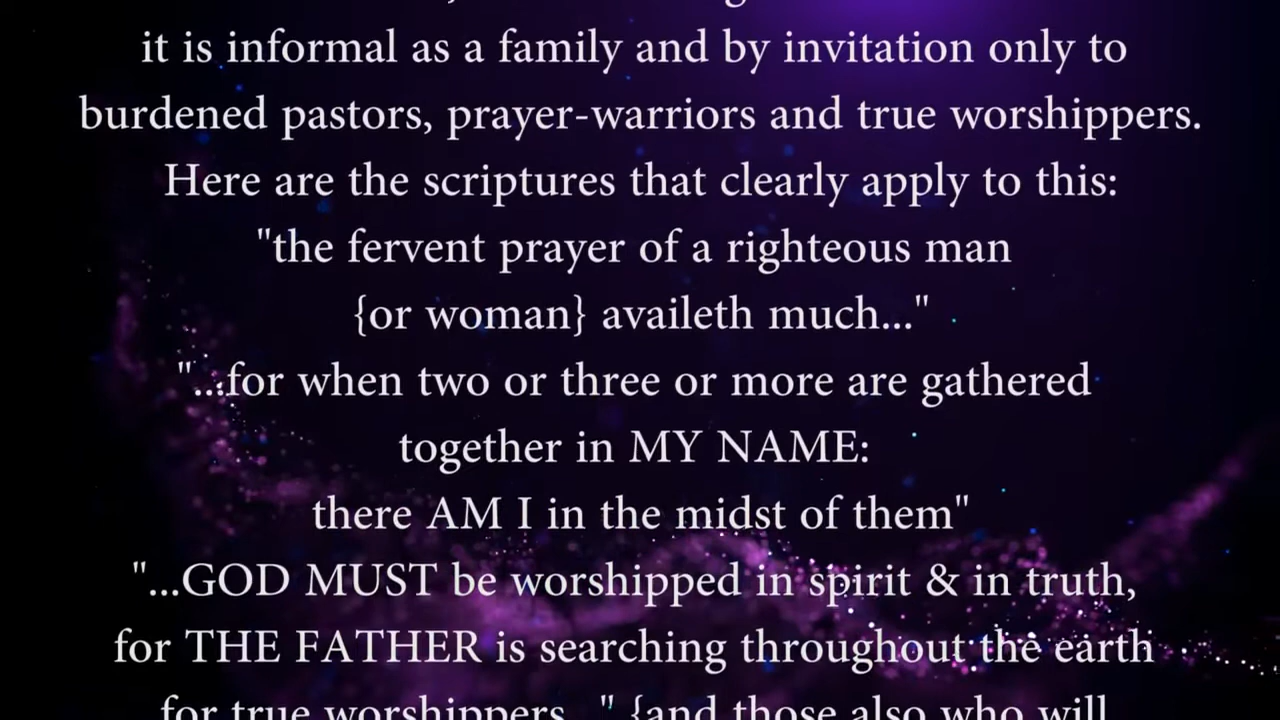 it is informal as a family and by invitation only to
burdened pastors, prayer-warriors and true worshippers.
Here are the scriptures that clearly apply to this:
"the fervent prayer of a righteous man
{or woman} availeth much..."
"...for when two or three or more are gathered
together in MY NAME:
there AM I in the midst of them"
"...GOD MUST be worshipped in spirit & in truth,
for THE FATHER is searching throughout the earth
for true worshippers..." {and those also who will